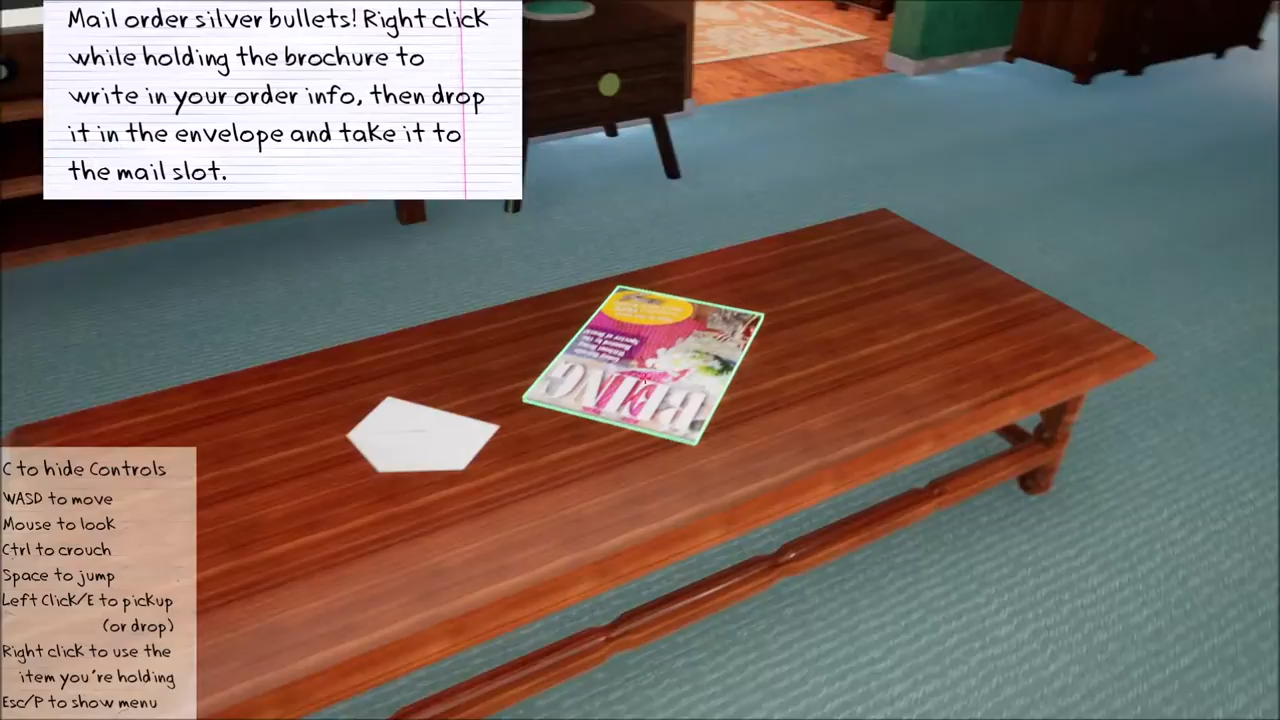 Mail order silver bullets! Right click
while holding the brochure to
write in your order info, then drop
it in the envelope and take it to
the mail slot.
BEING
C to hide Controls
WASD to move
Mouse to look
Ctrl to crouch
Space to jump
Left Click/E to pickup
(or drop)
Right click to use the
item you're holding
Esc/P to show menu